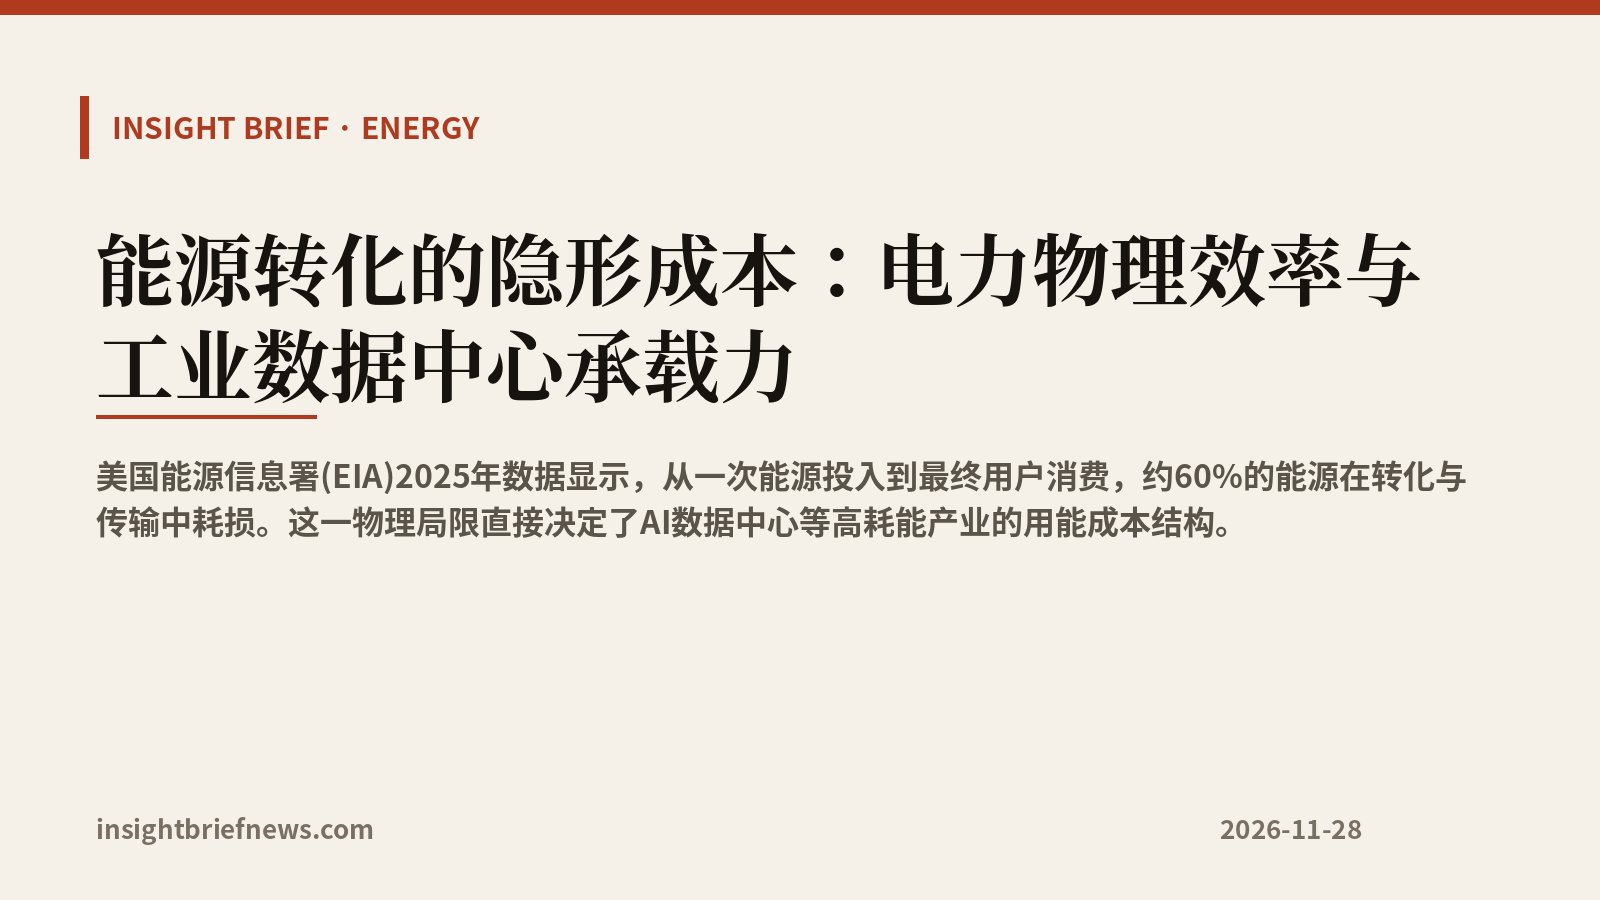 INSIGHT BRIEF · ENERGY
能源转化的隐形成本：电力物理效率与
工业数据中心承载力
美国能源信息署(EIA)2025年数据显示，从一次能源投入到最终用户消费，约60%的能源在转化与
传输中耗损。这一物理局限直接决定了AI数据中心等高耗能产业的用能成本结构。
insightbriefnews.com
2026-11-28